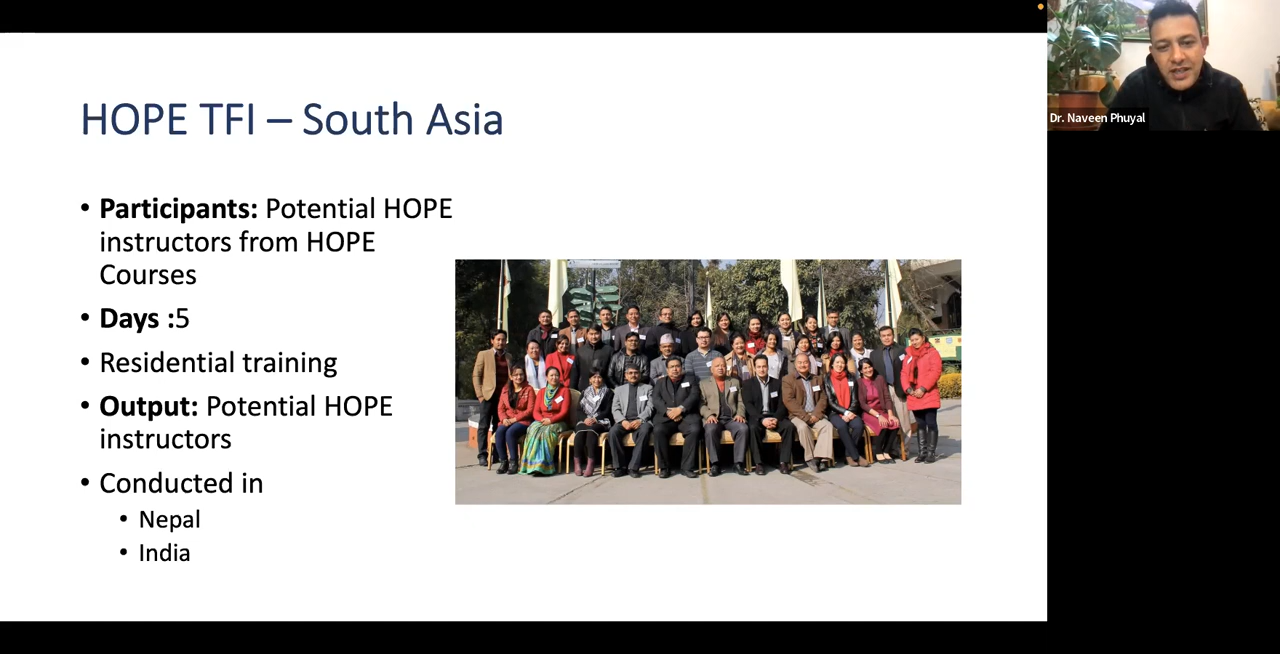 HOPE TFI – South Asia
• Participants: Potential HOPE
instructors from HOPE
Courses
• Days :5
• Residential training
• Output: Potential HOPE
instructors
• Conducted in
• Nepal
• India
Dr. Naveen Phuyal